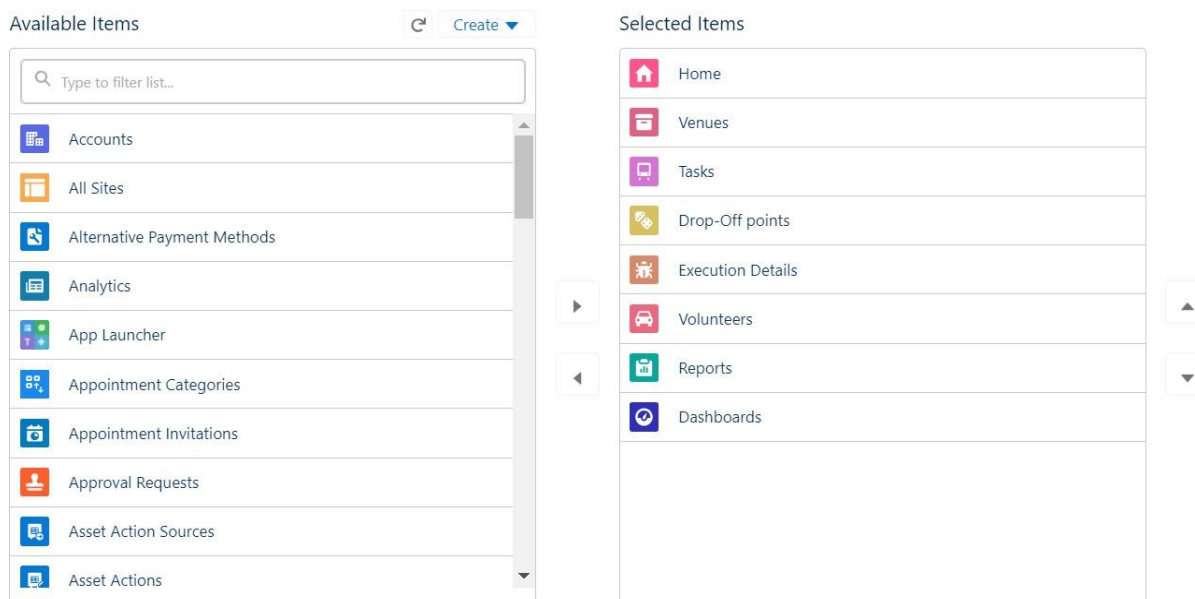 Available Items
Create
Type to filter list...
Accounts
All Sites
Alternative Payment Methods
Analytics
App Launcher
Appointment Categories
Appointment Invitations
Approval Requests
Asset Action Sources
Asset Actions
Selected Items
Home
Venues
Tasks
Drop-Off points
Execution Details
Volunteers
Reports
Dashboards